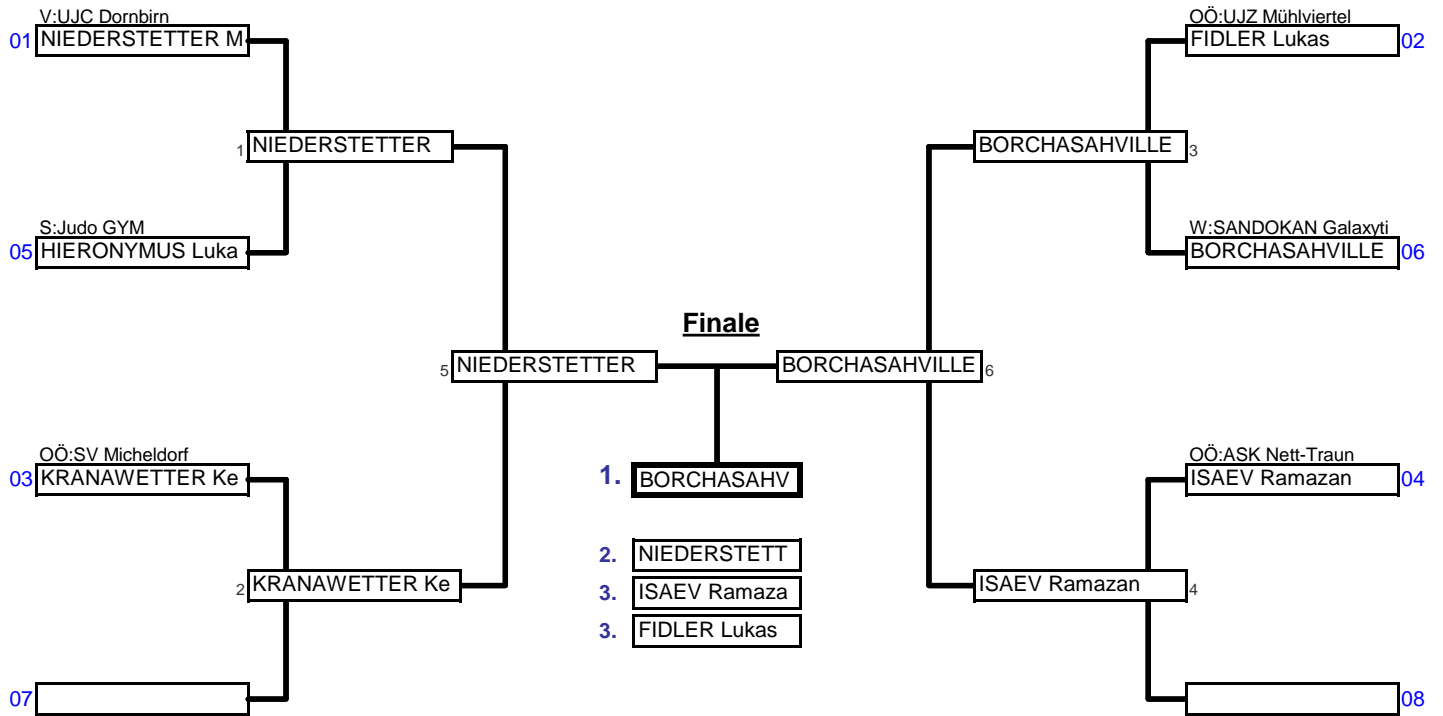 V:UJC Dornbirn
01 NIEDERSTETTER M
1 NIEDERSTETTER
S:Judo GYM
05 HIERONYMUS Luka
5 NIEDERSTETTER
OÖ:SV Micheldorf
03 KRANAWETTER Ke
2 KRANAWETTER Ke
07
Finale
1. BORCHASAHV
2. NIEDERSTETT
3. ISAEV Ramaza
3. FIDLER Lukas
OÖ:UJZ Mühlviertel
FIDLER Lukas 02
BORCHASAHVILLE 3
W:SANDOKAN Galaxyti
BORCHASAHVILLE 06
BORCHASAHVILLE 6
OÖ:ASK Nett-Traun
ISAEV Ramazan 04
ISAEV Ramazan 4
08